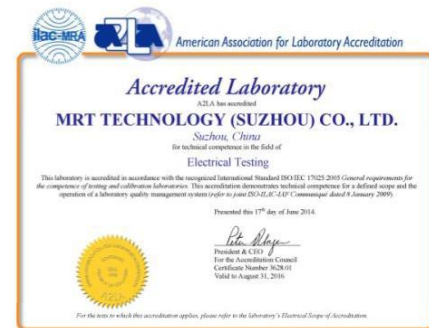 ilac-MRA
A2LA
American Association for Laboratory Accreditation
Accredited Laboratory
A2LA has accredited
MRT TECHNOLOGY (SUZHOU) CO., LTD.
Suzhou, China
for technical competence in the field of
Electrical Testing
This laboratory is accredited in accordance with the recognized International Standard ISO/IEC 17025:2005 General requirements for
the competence of testing and calibration laboratories. This accreditation demonstrates technical competence for a defined scope and the
operation of a laboratory quality management system (refer to joint ISO-ILAC-IAF Communiqué dated 8 January 2009).
Presented this 17th day of June 2014.
President & CEO
For the Accreditation Council
Certificate Number 3628.01
Valid to August 31, 2016
A2LA
For the tests to which this accreditation applies, please refer to the laboratory's Electrical Scope of Accreditation.